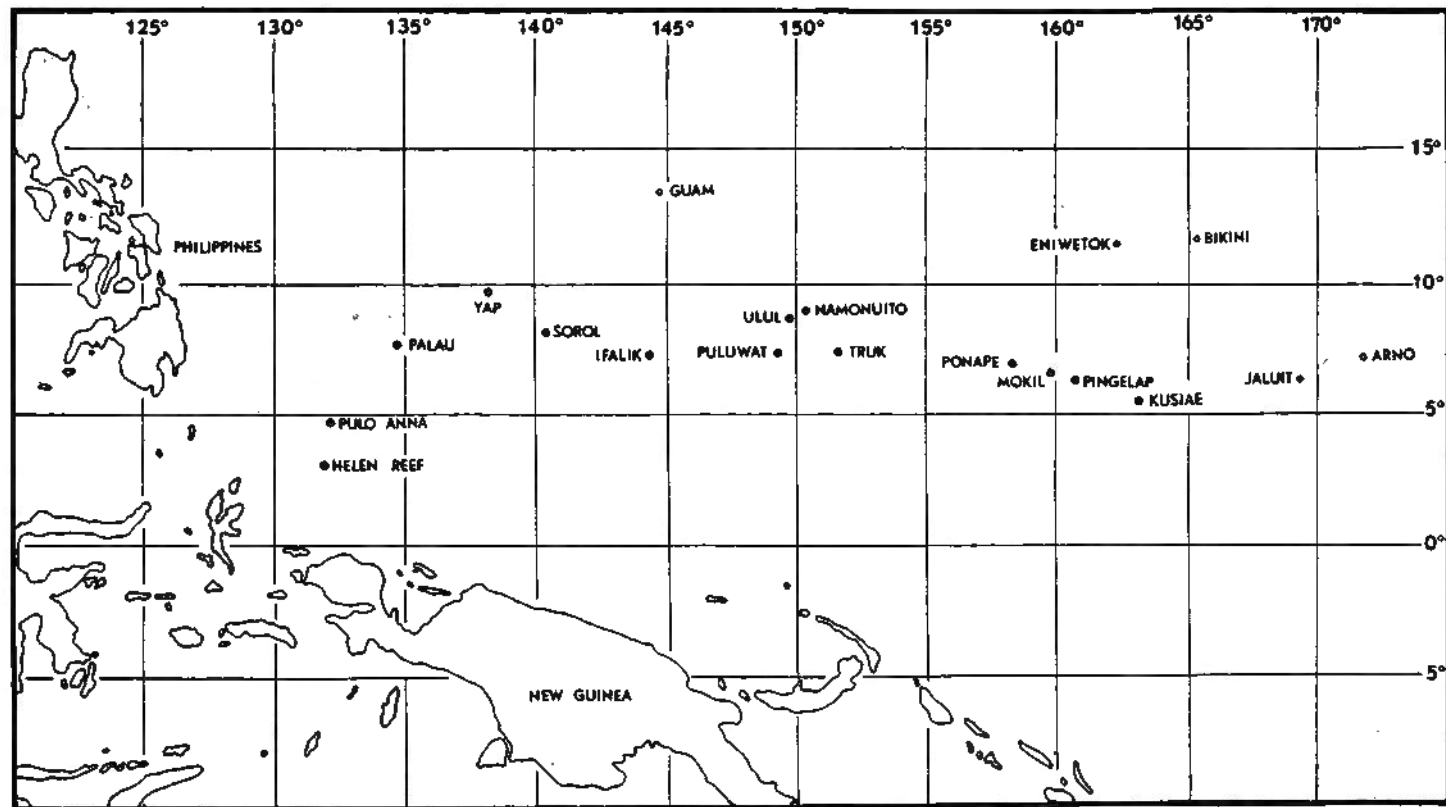 125° 130° 135° 140° 145° 150° 155° 160° 165° 170°
15°
GUAM
PHILIPPINES
ENIWETOK
BIKINI
10°
YAP
ULUL
NAMONUITO
SOROL
PALAU
IFALIK
PULUWAT
TRUK
PONAPE
MOKIL
PINGELAP
JALUIT
ARNO
KUSIAE
5°
PULO ANNA
HELEN REEF
0°
5°
NEW GUINEA